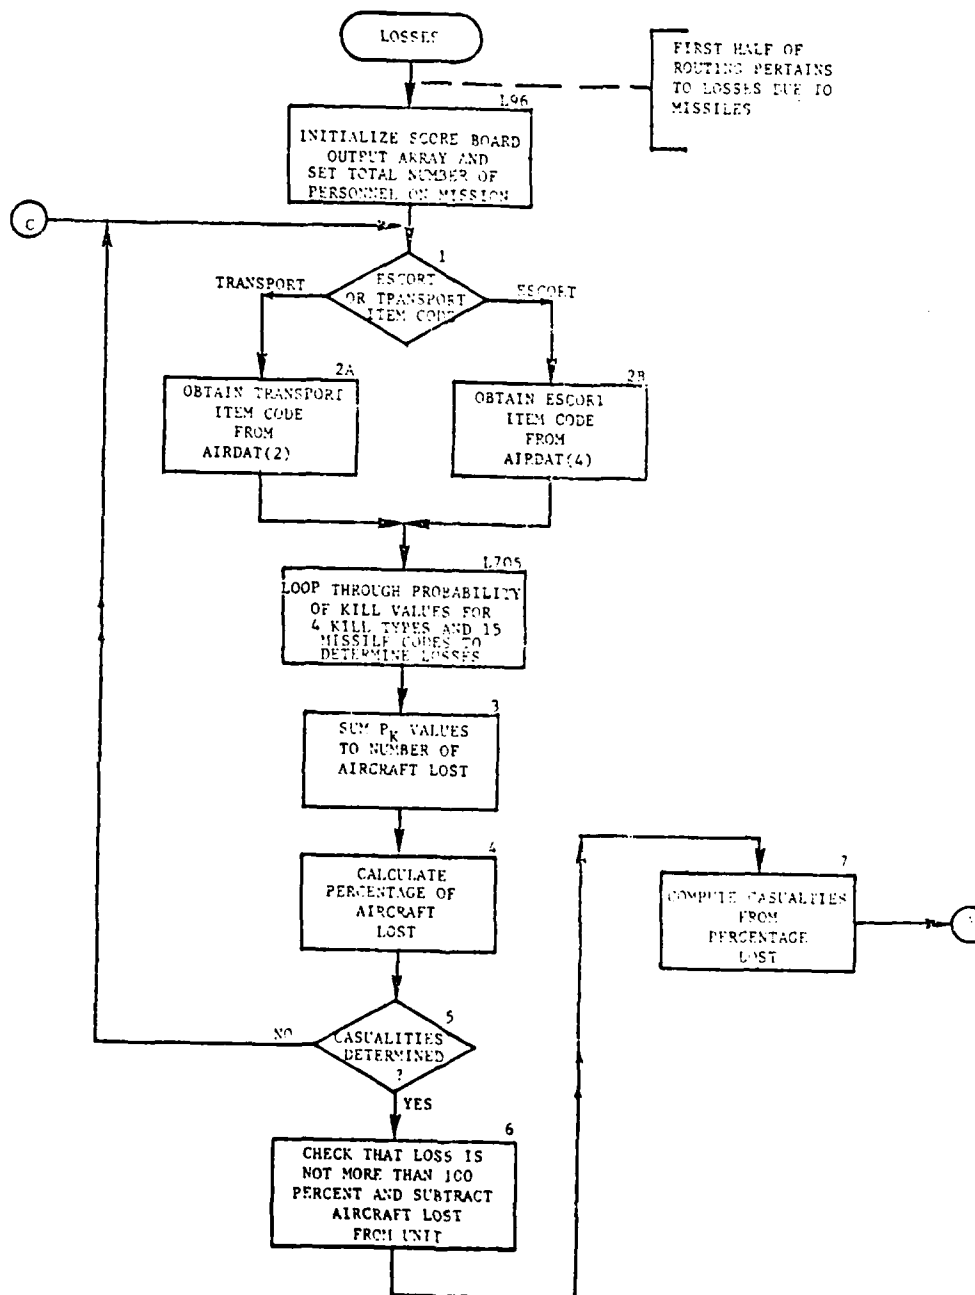 LOSSES
FIRST HALF OF
ROUTINE PERTAINS
TO LOSSES DUE TO
MISSILES
L96
INITIALIZE SCORE BOARD
OUTPUT ARRAY AND
SET TOTAL NUMBER OF
PERSONNEL ON MISSION
C
1
TRANSPORT
ESCORT
OR TRANSPORT
ITEM CODE
ESCORT
2A
OBTAIN TRANSPORT
ITEM CODE
FROM
AIRDAT(2)
2B
OBTAIN ESCORT
ITEM CODE
FROM
AIRDAT(4)
L705
LOOP THROUGH PROBABILITY
OF KILL VALUES FOR
4 KILL TYPES AND 15
MISSILE CODES TO
DETERMINE LOSSES
3
SUM PK VALUES
TO NUMBER OF
AIRCRAFT LOST
4
CALCULATE
PERCENTAGE OF
AIRCRAFT
LOST
7
COMPUTE CASUALITIES
FROM
PERCENTAGE
LOST
5
NO
CASUALITIES
DETERMINED
?
YES
6
CHECK THAT LOSS IS
NOT MORE THAN 100
PERCENT AND SUBTRACT
AIRCRAFT LOST
FROM UNIT